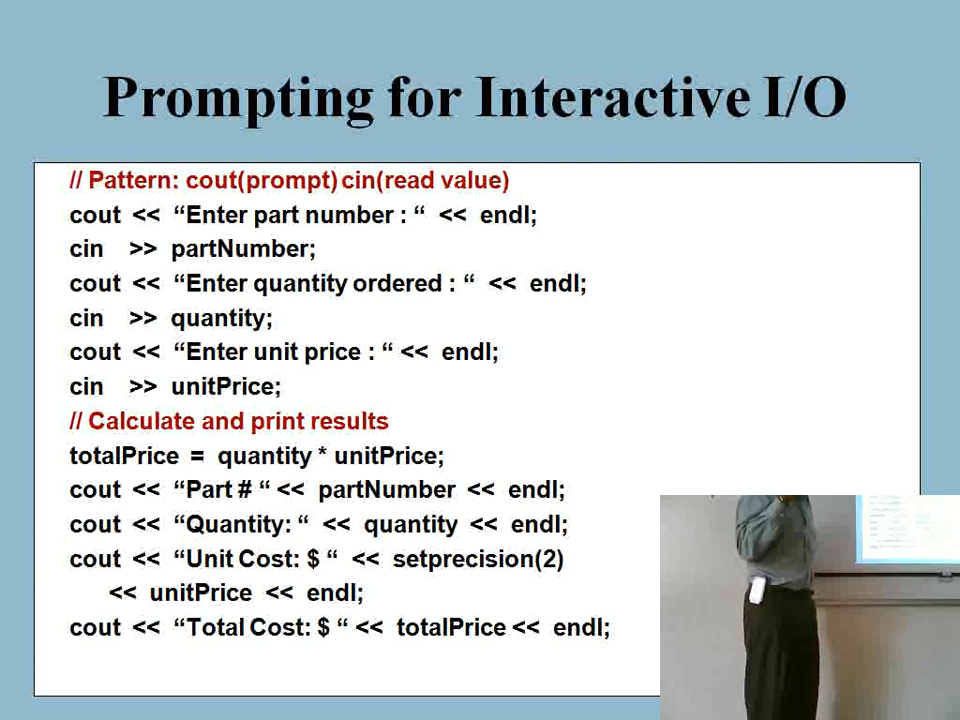 Prompting for Interactive I/O
// Pattern: cout(prompt) cin(read value)
cout << “Enter part number : “ << endl;
cin >> partNumber;
cout << “Enter quantity ordered : “ << endl;
cin >> quantity;
cout << “Enter unit price : “ << endl;
cin >> unitPrice;
// Calculate and print results
totalPrice = quantity * unitPrice;
cout << “Part # “ << partNumber << endl;
cout << “Quantity: “ << quantity << endl;
cout << “Unit Cost: $ “ << setprecision(2)
<< unitPrice << endl;
cout << “Total Cost: $ “ << totalPrice << endl;